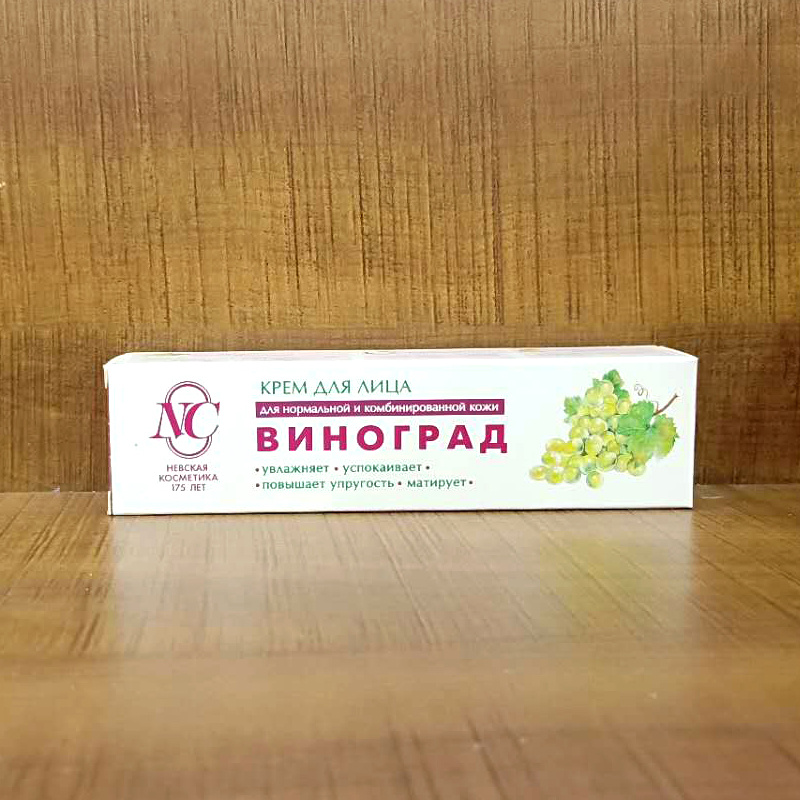 NC
НЕВСКАЯ
КОСМЕТИКА
175 ЛЕТ
КРЕМ ДЛЯ ЛИЦА
для нормальной и комбинированной кожи
ВИНОГРАД
• увлажняет • успокаивает •
• повышает упругость • матирует •